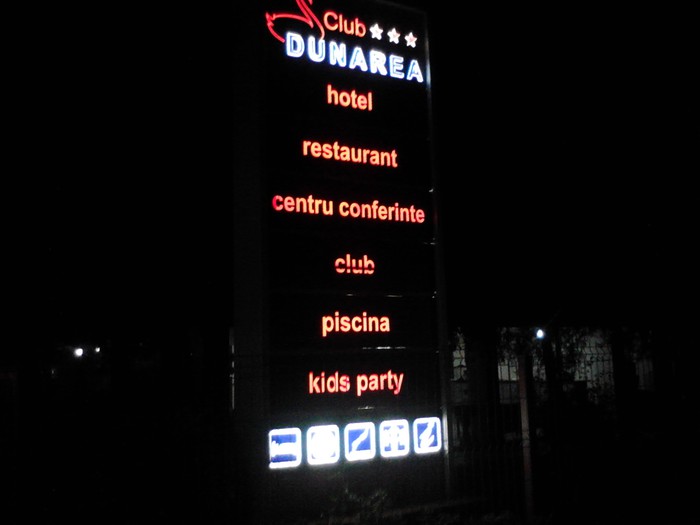 Club
DUNAREA
hotel
restaurant
centru conferinte
club
piscina
kids party